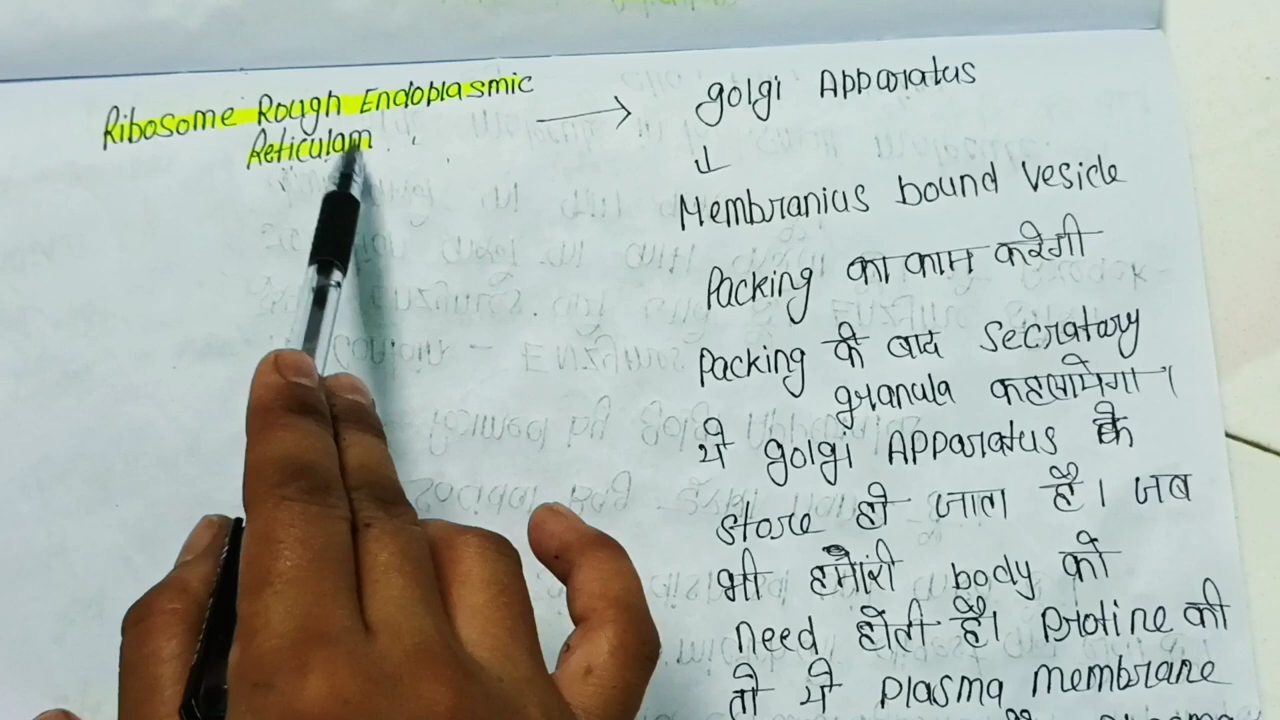 Ribosome Rough Endoplasmic
Reticulam
→ golgi Apparatus
↓
Membranius bound vesicle
Packing का काम करेगी
Packing के बाद Secratary
granula कहलायेगा।
ये golgi Apparatus के
store हो जाता है। जब
भी हमारी body को
need होती है। Protine की
तो ये Plasma membrane